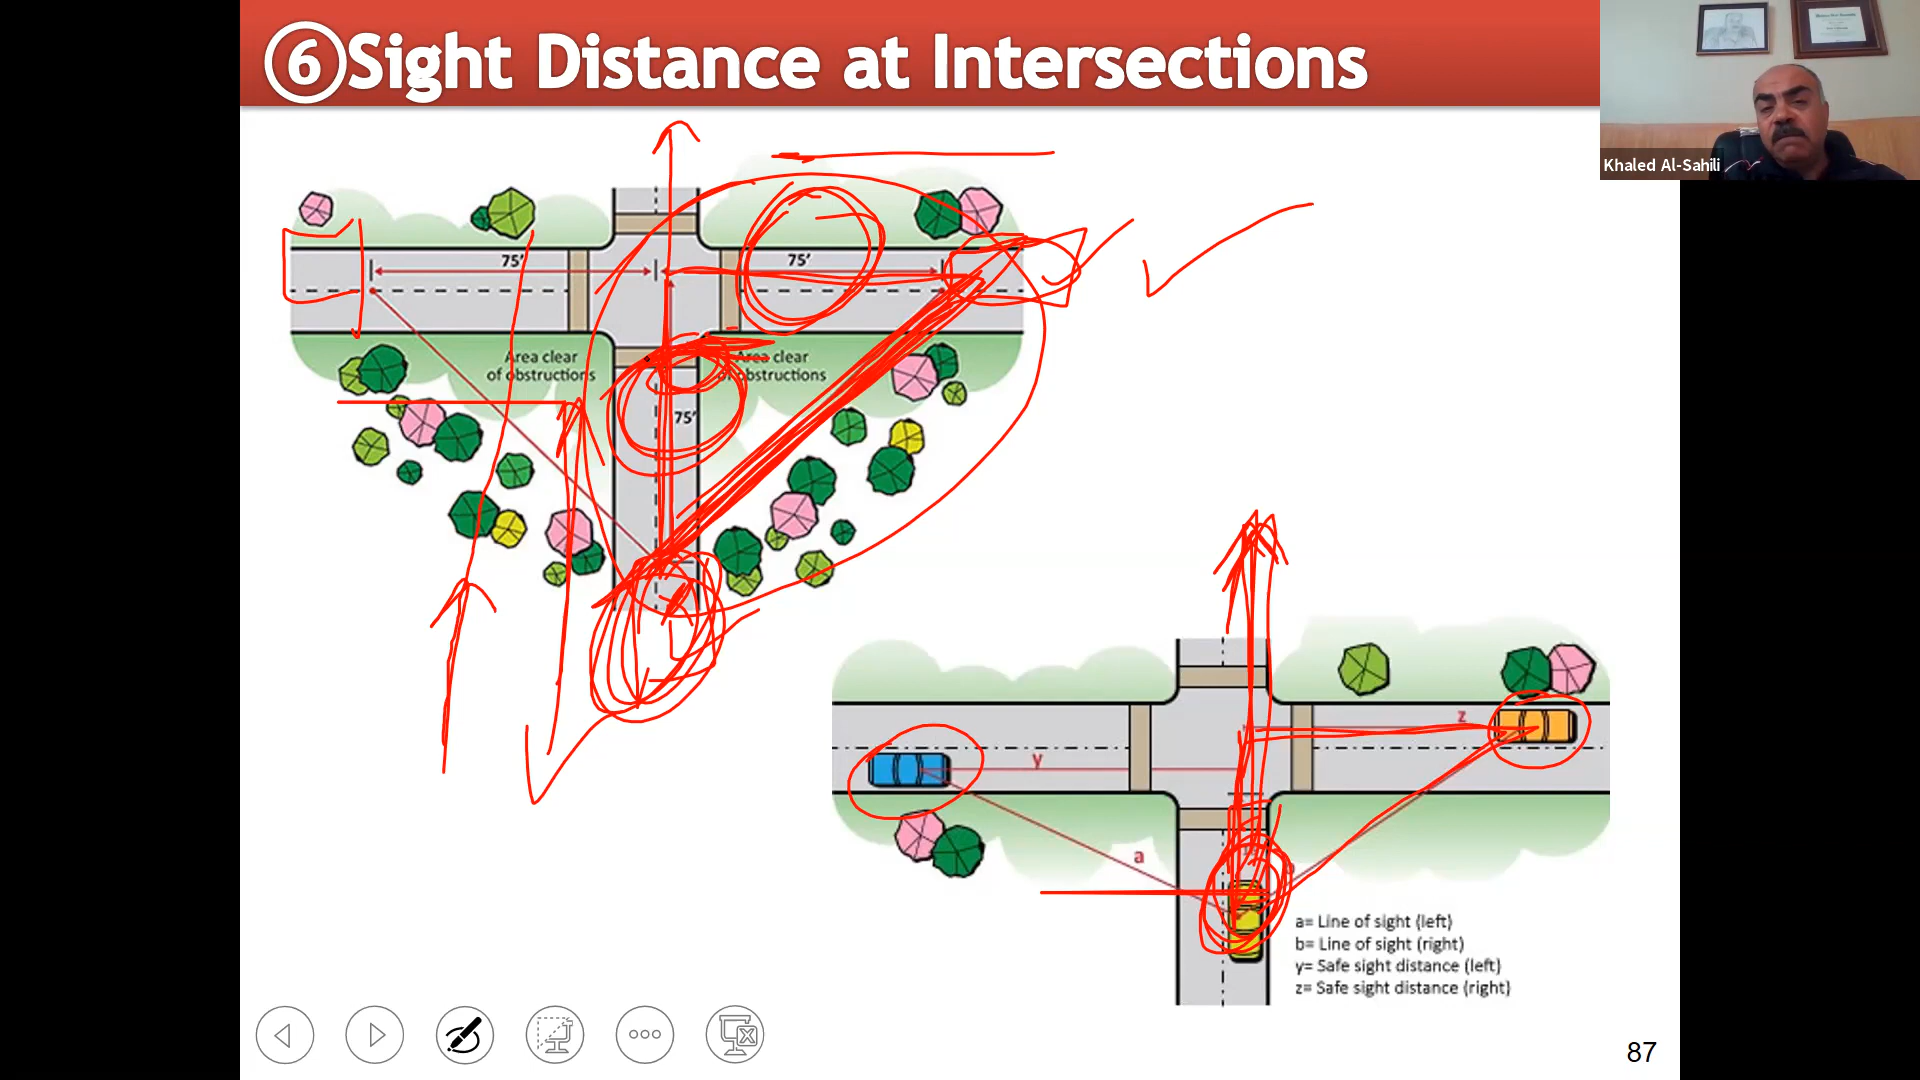 ⑥Sight Distance at Intersections
Khaled Al-Sahili
75'
75'
Area clear
of obstructions
Area clear
of obstructions
75'
z
y
a
b
a= Line of sight (left)
b= Line of sight (right)
y= Safe sight distance (left)
z= Safe sight distance (right)
87